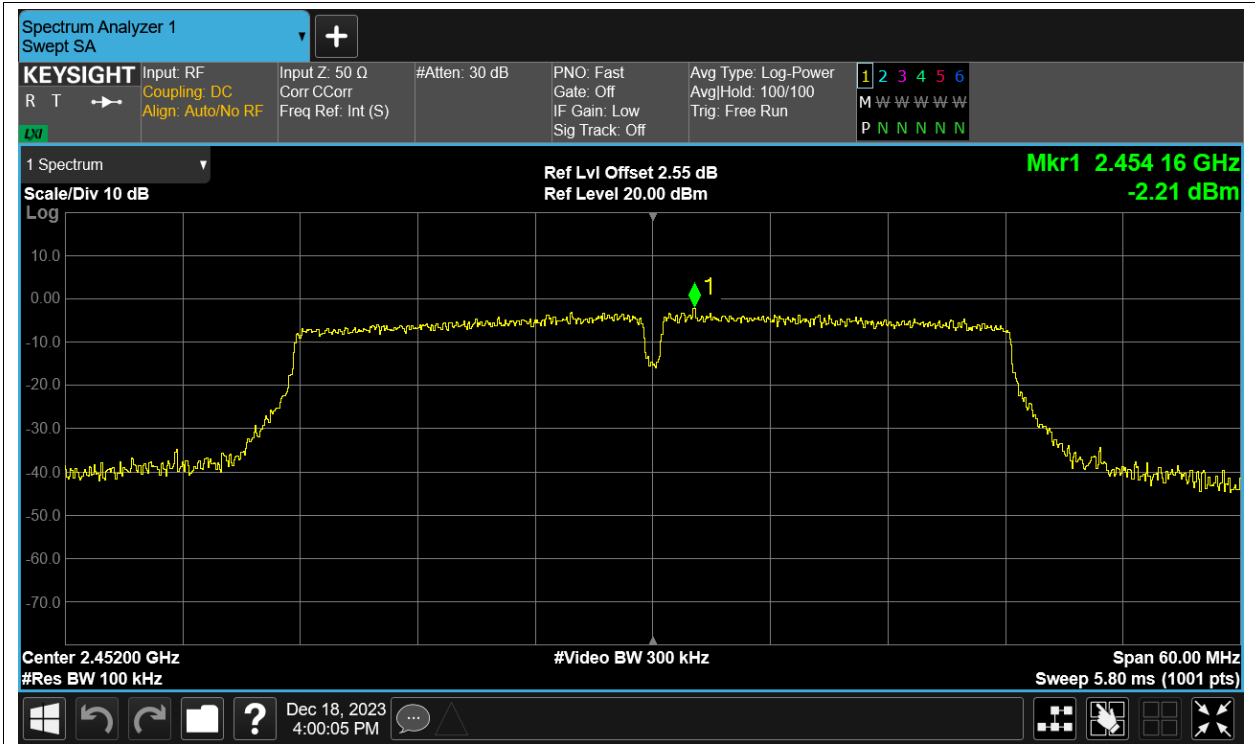 Spectrum Analyzer 1
Swept SA
KEYSIGHT
R T
LXI
Input: RF
Coupling: DC
Align: Auto/No RF
Input Z: 50 Ω
Corr CCorr
Freq Ref: Int (S)
#Atten: 30 dB
PNO: Fast
Gate: Off
IF Gain: Low
Sig Track: Off
Avg Type: Log-Power
Avg|Hold: 100/100
Trig: Free Run
1 2 3 4 5 6
M W W W W W
P N N N N N
1 Spectrum
Scale/Div 10 dB
Log
Ref Lvl Offset 2.55 dB
Ref Level 20.00 dBm
Mkr1 2.454 16 GHz
-2.21 dBm
1
10.0
0.00
-10.0
-20.0
-30.0
-40.0
-50.0
-60.0
-70.0
Center 2.45200 GHz
#Video BW 300 kHz
Span 60.00 MHz
#Res BW 100 kHz
Sweep 5.80 ms (1001 pts)
?
Dec 18, 2023
4:00:05 PM